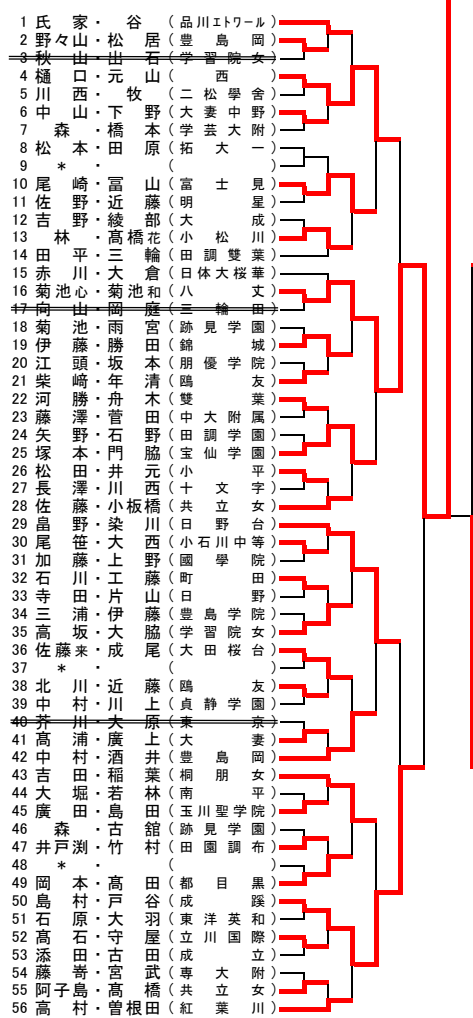 1 氏家・谷(品川エトワール)
2 野々山・松居(豊島岡)
3 秋山・出石(学習院女)
4 樋口・元山(西)
5 川西・牧(二松學舎)
6 中山・下野(大妻中野)
7 森・橋本(学芸大附)
8 松本・田原(拓大一)
9 *・( )
10 尾崎・冨山(富士見)
11 佐野・近藤(明星)
12 吉野・綾部(大成)
13 林・髙橋花(小松川)
14 田平・三輪(田調雙葉)
15 赤川・大倉(日体大桜華)
16 菊池心・菊池和(八丈)
17 向山・岡庭(三輪田)
18 菊池・雨宮(跡見学園)
19 伊藤・勝田(錦城)
20 江頭・坂本(朋優学院)
21 柴﨑・年清(鴎友)
22 河勝・舟木(雙葉)
23 藤澤・菅田(中大附属)
24 矢野・石野(田調学園)
25 塚本・門脇(宝仙学園)
26 松田・井元(小平)
27 長澤・川西(十文字)
28 佐藤・小板橋(共立女)
29 畠野・染川(日野台)
30 尾笹・大西(小石川中等)
31 加藤・上野(國學院)
32 石川・工藤(町田)
33 寺田・片山(日野)
34 三浦・伊藤(豊島学院)
35 高坂・大脇(学習院女)
36 佐藤来・成尾(大田桜台)
37 *・( )
38 北川・近藤(鴎友)
39 中村・川上(貞静学園)
40 芥川・大原(東京)
41 髙浦・廣上(大妻)
42 中村・酒井(豊島岡)
43 吉田・稲葉(桐朋女)
44 大堀・若林(南平)
45 廣田・島田(玉川聖学院)
46 森・古舘(跡見学園)
47 井戸渕・竹村(田園調布)
48 *・( )
49 岡本・髙田(都目黒)
50 島村・戸谷(成蹊)
51 石原・大羽(東洋英和)
52 髙石・守屋(立川国際)
53 添田・古田(成立)
54 藤嵜・宮武(専大附)
55 阿子島・髙橋(共立女)
56 高村・曽根田(紅葉川)